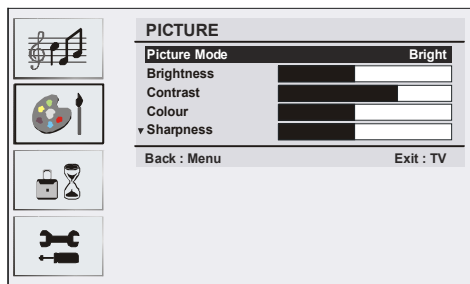 PICTURE
Picture Mode Bright
Brightness
Contrast
Colour
Sharpness
Back : Menu Exit : TV